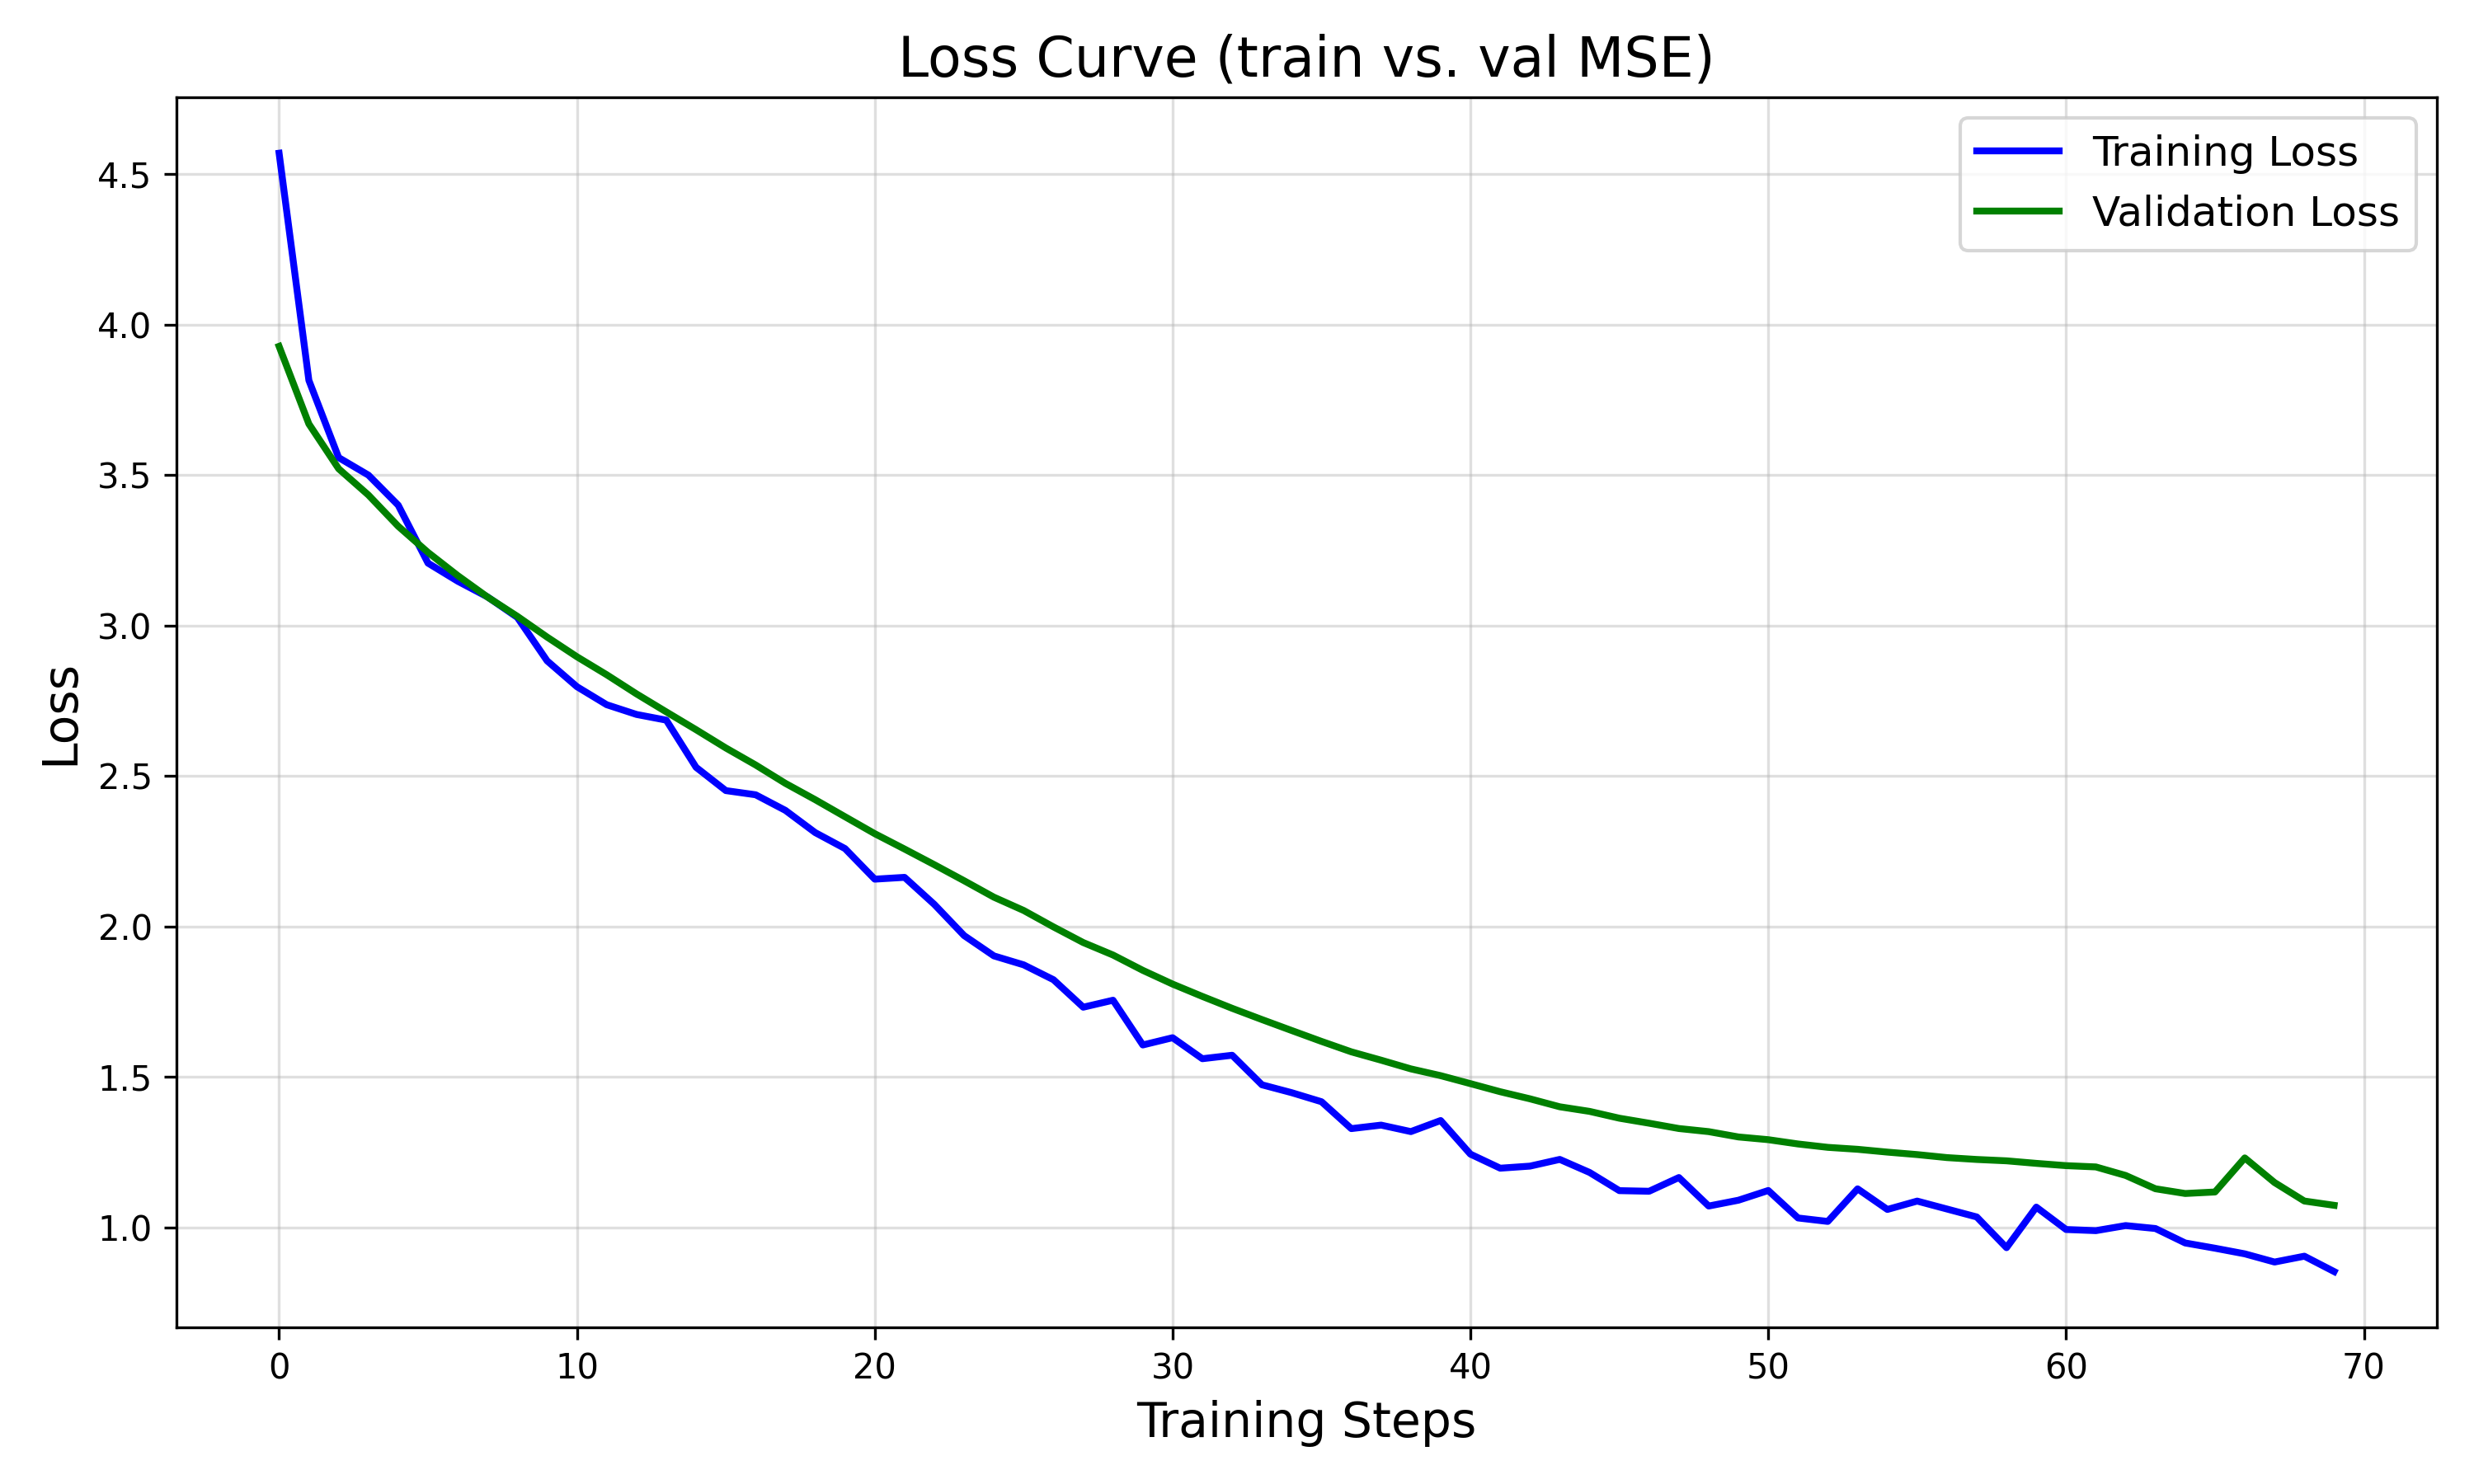 Loss Curve (train vs. val MSE)
Training Loss
Validation Loss
4.5
4.0
3.5
3.0
2.5
2.0
1.5
1.0
Loss
0 10 20 30 40 50 60 70
Training Steps